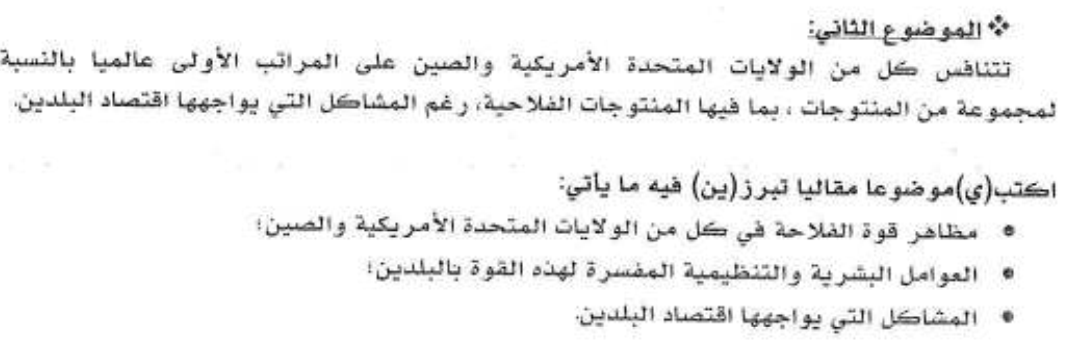 ❖ الموضوع الثاني:
تتنافس كل من الولايات المتحدة الأمريكية والصين على المراتب الأولى عالميا بالنسبة
لمجموعة من المنتوجات ، بما فيها المنتوجات الفلاحية، رغم المشاكل التي يواجهها اقتصاد البلدين.
اكتب(ي)موضوعا مقاليا تبرز(ين) فيه ما يأتي:
• مظاهر قوة الفلاحة في كل من الولايات المتحدة الأمريكية والصين؛
• العوامل البشرية والتنظيمية المفسرة لهذه القوة بالبلدين؛
• المشاكل التي يواجهها اقتصاد البلدين.